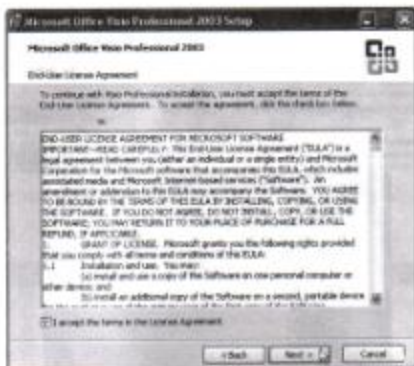 Microsoft Office Visio Professional 2003 Setup
Microsoft Office Visio Professional 2003
End-User License Agreement
To continue with Visio Professional installation, you must accept the terms of the
End-User License Agreement. To accept the agreement, click the check box below.
END-USER LICENSE AGREEMENT FOR MICROSOFT SOFTWARE
IMPORTANT—READ CAREFULLY: This End-User License Agreement ("EULA") is a
legal agreement between you (either an individual or a single entity) and Microsoft
Corporation for the Microsoft software that accompanies this EULA, which includes
associated media and Microsoft Internet-based services ("Software"). An
amendment or addendum to this EULA may accompany the Software. YOU AGREE
TO BE BOUND BY THE TERMS OF THIS EULA BY INSTALLING, COPYING, OR USING
THE SOFTWARE. IF YOU DO NOT AGREE, DO NOT INSTALL, COPY, OR USE THE
SOFTWARE; YOU MAY RETURN IT TO YOUR PLACE OF PURCHASE FOR A FULL
REFUND, IF APPLICABLE.
1. GRANT OF LICENSE. Microsoft grants you the following rights provided
that you comply with all terms and conditions of this EULA:
1.1 Installation and use. You may:
(a) install and use a copy of the Software on one personal computer or
other device; and
(b) install an additional copy of the Software on a second, portable device
I accept the terms in the License Agreement
< Back
Next >
Cancel